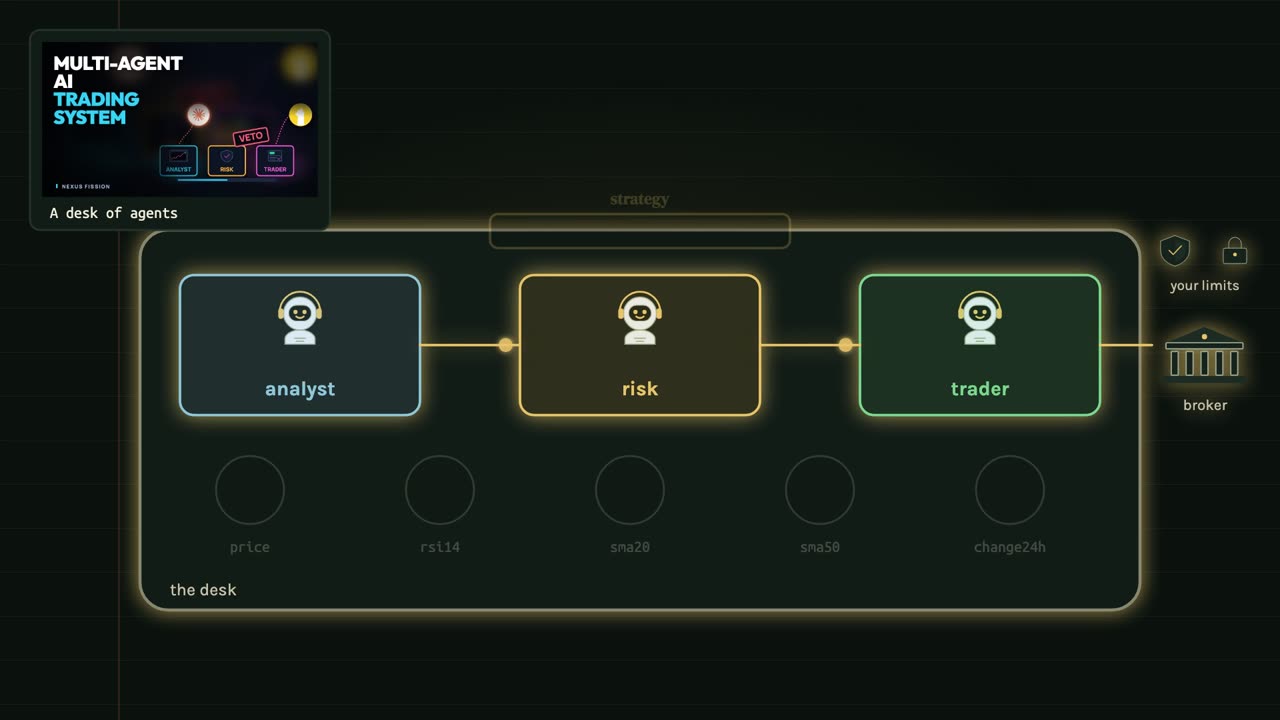 MULTI-AGENT
AI
TRADING
SYSTEM
VETO
ANALYST
RISK
TRADER
NEXUS FISSION
A desk of agents
strategy
your limits
analyst
risk
trader
broker
price
rsi14
sma20
sma50
change24h
the desk